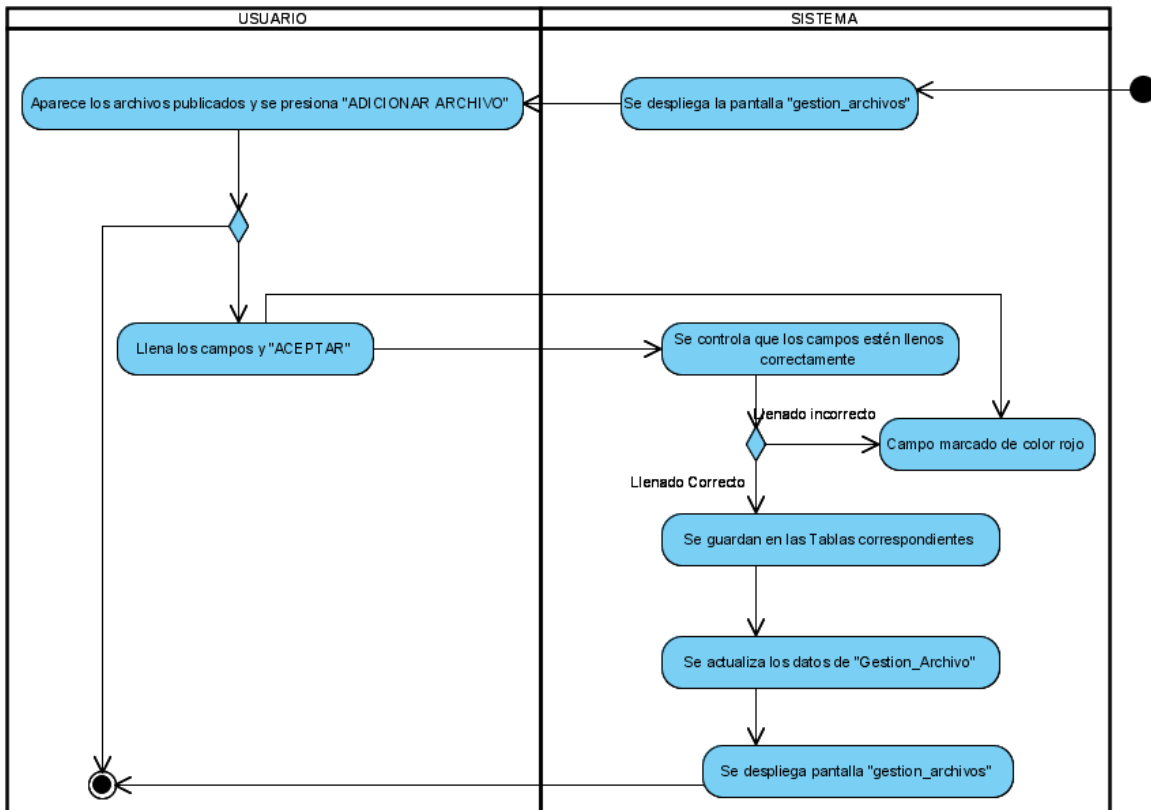 USUARIO
SISTEMA
Aparece los archivos publicados y se presiona "ADICIONAR ARCHIVO"
Se despliega la pantalla "gestion_archivos"
Llena los campos y "ACEPTAR"
Se controla que los campos estén llenos
correctamente
Llenado incorrecto
Campo marcado de color rojo
Llenado Correcto
Se guardan en las Tablas correspondientes
Se actualiza los datos de "Gestion_Archivo"
Se despliega pantalla "gestion_archivos"